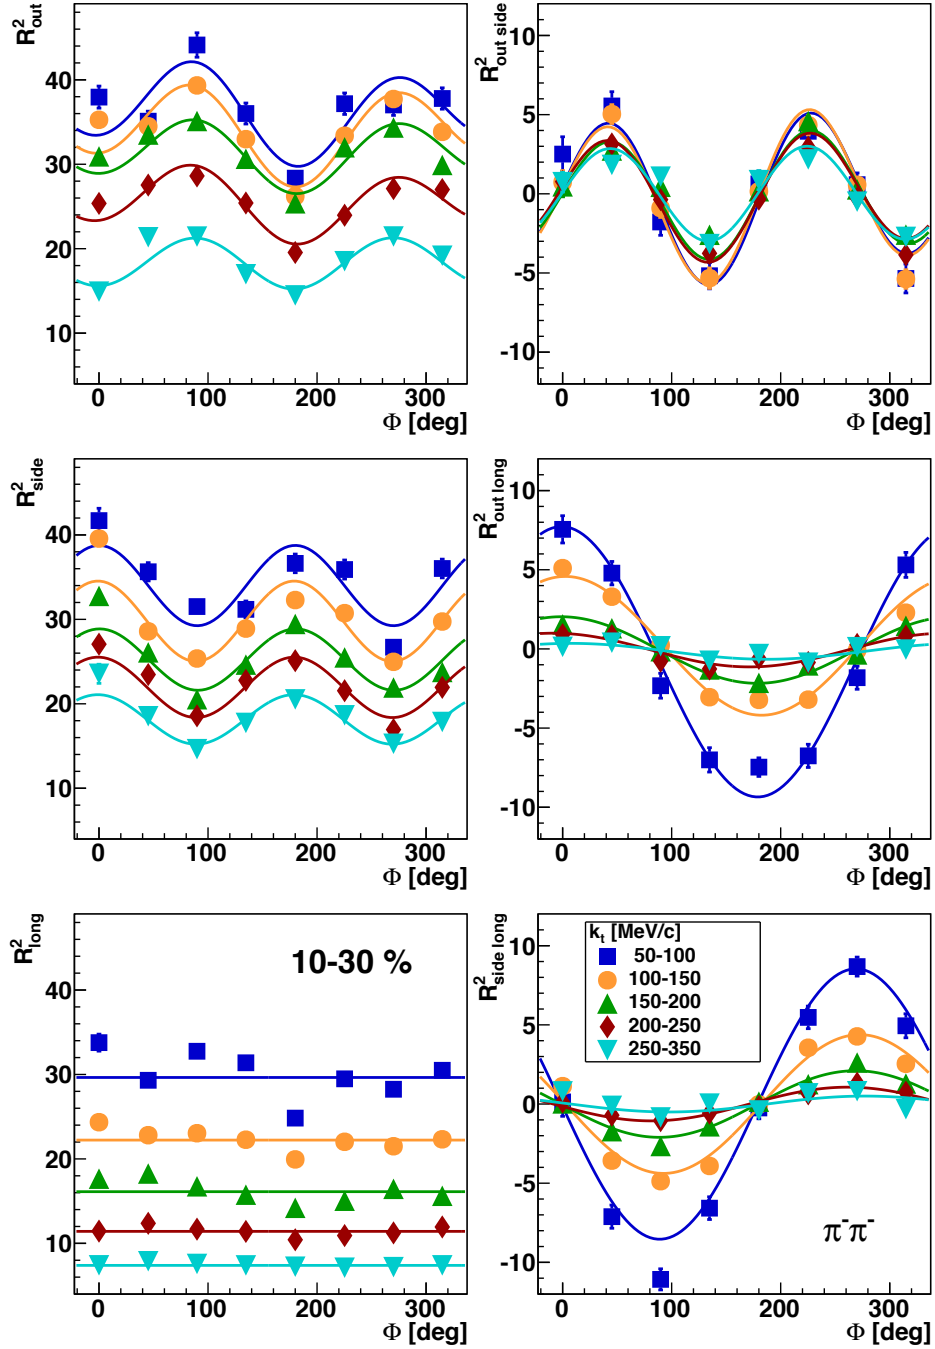 R²out
40
30
20
10
0 100 200 300
Φ [deg]
R²out side
10
5
0
-5
-10
0 100 200 300
Φ [deg]
R²side
40
30
20
10
0 100 200 300
Φ [deg]
R²out long
10
5
0
-5
-10
0 100 200 300
Φ [deg]
R²long
10-30 %
40
30
20
10
0 100 200 300
Φ [deg]
R²side long
kt [MeV/c]
50-100
100-150
150-200
200-250
250-350
10
5
0
-5
-10
π⁻π⁻
0 100 200 300
Φ [deg]